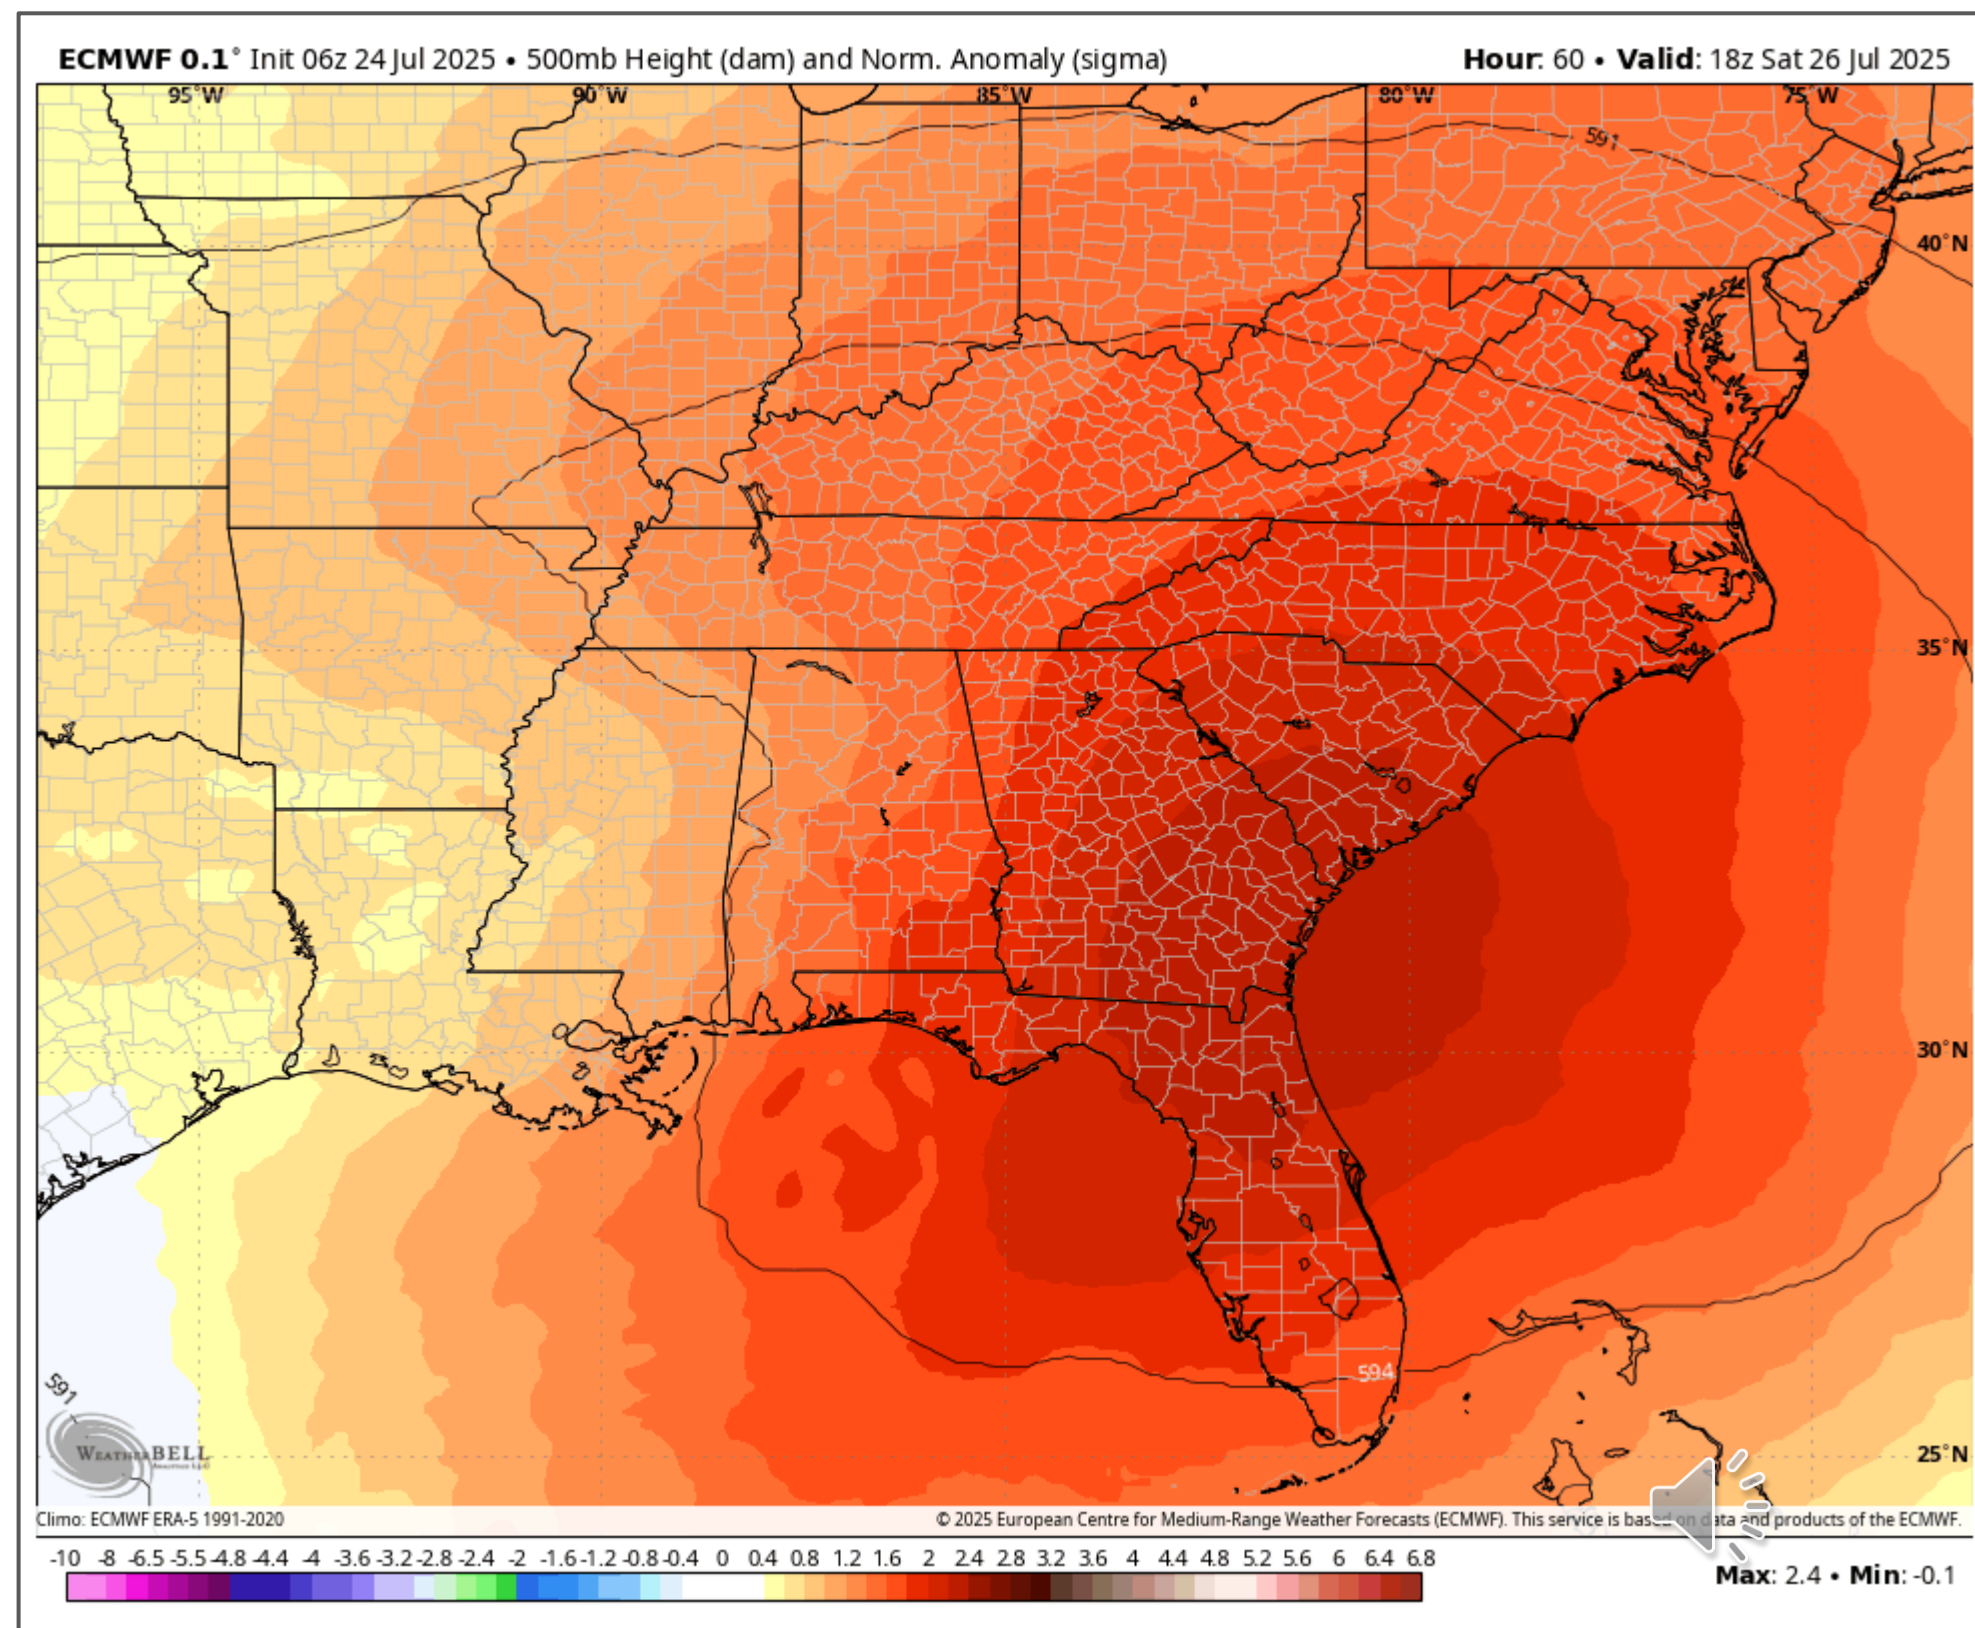 ECMWF 0.1° Init 06z 24 Jul 2025 • 500mb Height (dam) and Norm. Anomaly (sigma)
Hour: 60 • Valid: 18z Sat 26 Jul 2025
95°W 90°W 85°W 80°W 75°W
591
40°N
35°N
30°N
594
591
WEATHERBELL
25°N
Climo: ECMWF ERA-5 1991-2020
© 2025 European Centre for Medium-Range Weather Forecasts (ECMWF). This service is based on data and products of the ECMWF.
-10 -8 -6.5 -5.5 -4.8 -4.4 -4 -3.6 -3.2 -2.8 -2.4 -2 -1.6 -1.2 -0.8 -0.4 0 0.4 0.8 1.2 1.6 2 2.4 2.8 3.2 3.6 4 4.4 4.8 5.2 5.6 6 6.4 6.8
Max: 2.4 • Min: -0.1